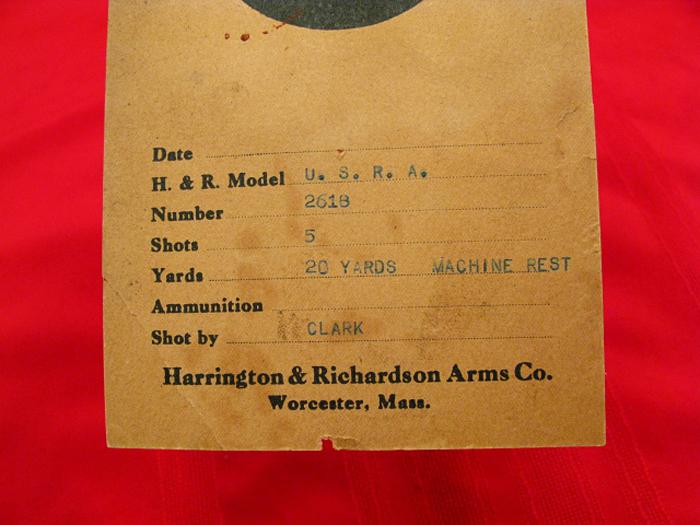 Date
H. & R. Model U. S. R. A.
Number 2618
Shots 5
Yards 20 YARDS MACHINE REST
Ammunition
Shot by CLARK
Harrington & Richardson Arms Co.
Worcester, Mass.